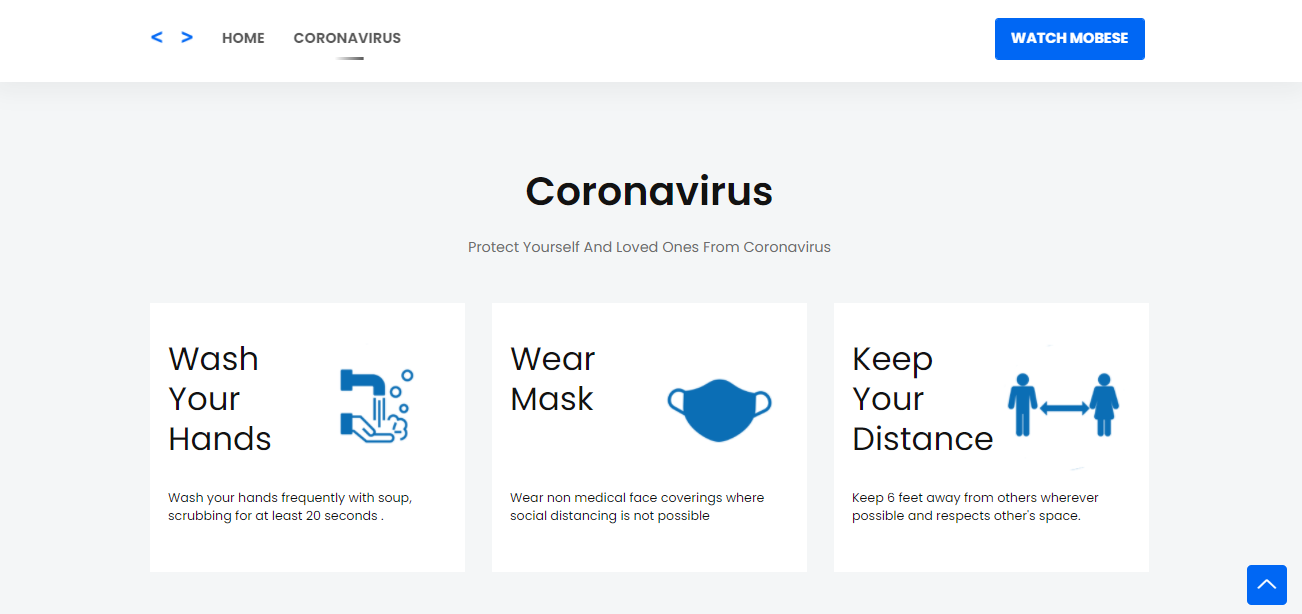 < > HOME CORONAVIRUS WATCH MOBESE
Coronavirus
Protect Yourself And Loved Ones From Coronavirus
Wash
Your
Hands
Wash your hands frequently with soup,
scrubbing for at least 20 seconds .
Wear
Mask
Wear non medical face coverings where
social distancing is not possible
Keep
Your
Distance
Keep 6 feet away from others wherever
possible and respects other's space.